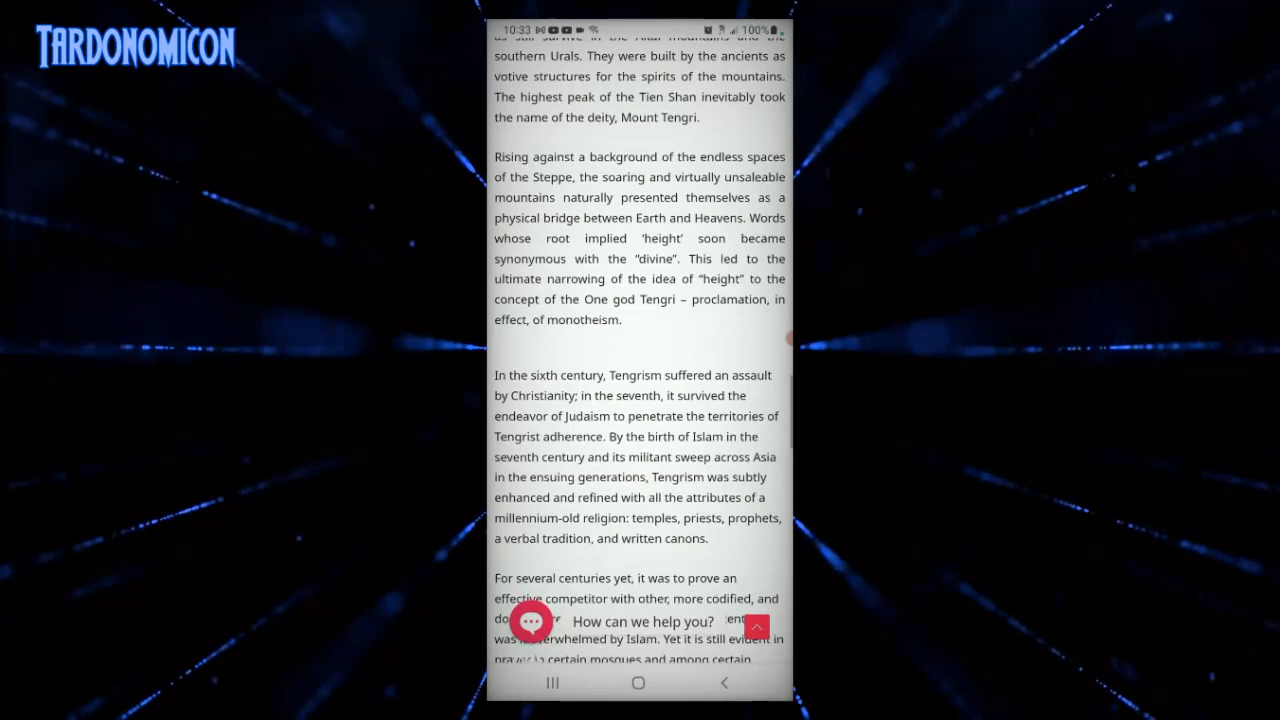 TARDONOMICON
10:33
100%
southern Urals. They were built by the ancients as
votive structures for the spirits of the mountains.
The highest peak of the Tien Shan inevitably took
the name of the deity, Mount Tengri.
Rising against a background of the endless spaces
of the Steppe, the soaring and virtually unsaleable
mountains naturally presented themselves as a
physical bridge between Earth and Heavens. Words
whose root implied ‘height’ soon became
synonymous with the “divine”. This led to the
ultimate narrowing of the idea of “height” to the
concept of the One god Tengri – proclamation, in
effect, of monotheism.
In the sixth century, Tengrism suffered an assault
by Christianity; in the seventh, it survived the
endeavor of Judaism to penetrate the territories of
Tengrist adherence. By the birth of Islam in the
seventh century and its militant sweep across Asia
in the ensuing generations, Tengrism was subtly
enhanced and refined with all the attributes of a
millennium-old religion: temples, priests, prophets,
a verbal tradition, and written canons.
For several centuries yet, it was to prove an
effective competitor with other, more codified, and
How can we help you?
was overwhelmed by Islam. Yet it is still evident in
certain mosques and among certain